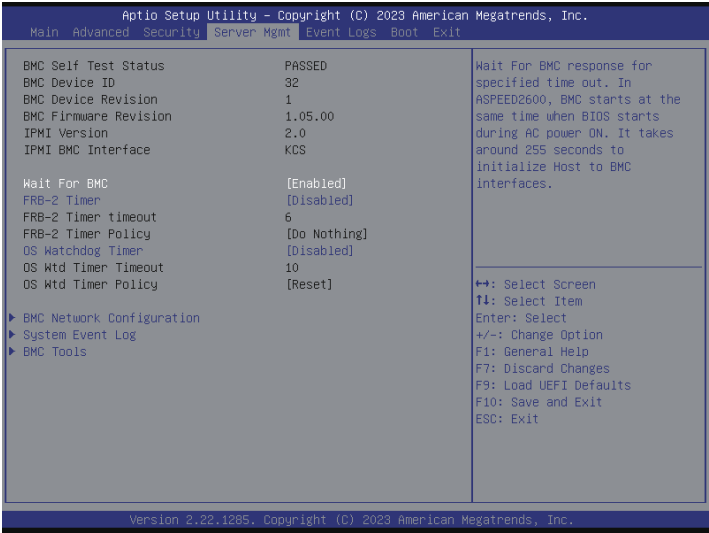 Aptio Setup Utility – Copyright (C) 2023 American Megatrends, Inc.
Main Advanced Security Server Mgmt Event Logs Boot Exit
BMC Self Test Status PASSED
BMC Device ID 32
BMC Device Revision 1
BMC Firmware Revision 1.05.00
IPMI Version 2.0
IPMI BMC Interface KCS
Wait For BMC [Enabled]
FRB-2 Timer [Disabled]
FRB-2 Timer timeout 6
FRB-2 Timer Policy [Do Nothing]
OS Watchdog Timer [Disabled]
OS Wtd Timer Timeout 10
OS Wtd Timer Policy [Reset]
BMC Network Configuration
System Event Log
BMC Tools
Wait For BMC response for
specified time out. In
ASPEED2600, BMC starts at the
same time when BIOS starts
during AC power ON. It takes
around 255 seconds to
initialize Host to BMC
interfaces.
↔: Select Screen
↑↓: Select Item
Enter: Select
+/-: Change Option
F1: General Help
F7: Discard Changes
F9: Load UEFI Defaults
F10: Save and Exit
ESC: Exit
Version 2.22.1285. Copyright (C) 2023 American Megatrends, Inc.